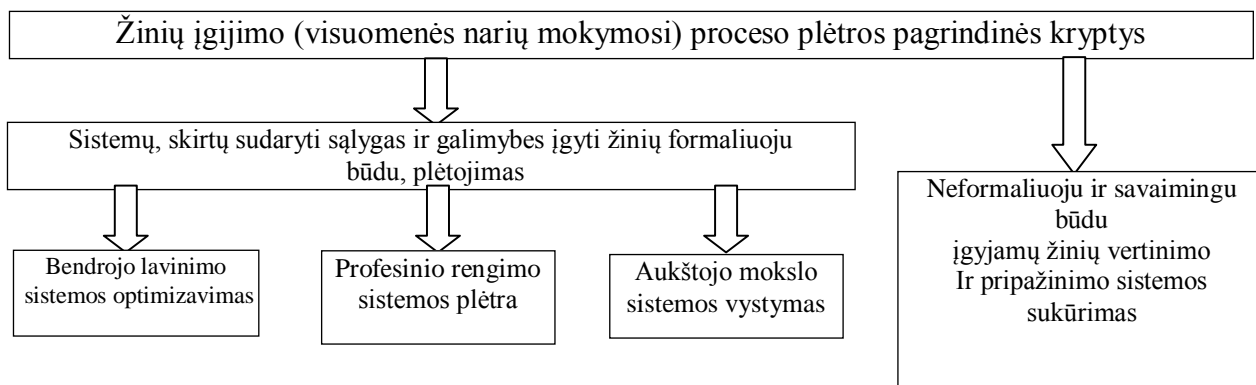 Žinių įgijimo (visuomenės narių mokymosi) proceso plėtros pagrindinės kryptys
Sistemų, skirtų sudaryti sąlygas ir galimybes įgyti žinių formaliuoju
būdu, plėtojimas
Bendrojo lavinimo
sistemos optimizavimas
Profesinio rengimo
sistemos plėtra
Aukštojo mokslo
sistemos vystymas
Neformaliuoju ir savaimingu
būdu
įgyjamų žinių vertinimo
Ir pripažinimo sistemos
sukūrimas